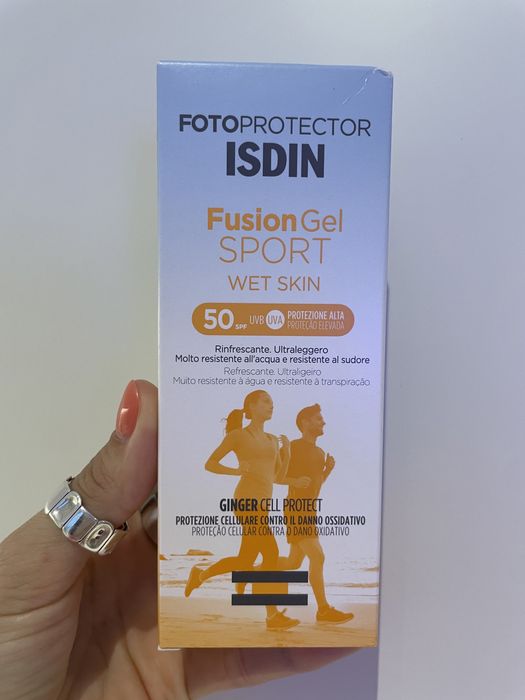 FOTOPROTECTOR
ISDIN
FusionGel
SPORT
WET SKIN
50 SPF UVB UVA PROTEZIONE ALTA
PROTEÇÃO ELEVADA
Rinfrescante. Ultraleggero
Molto resistente all'acqua e resistente al sudore
Refrescante. Ultraligeiro
Muito resistente à água e resistente à transpiração
GINGER CELL PROTECT
PROTEZIONE CELLULARE CONTRO IL DANNO OSSIDATIVO
PROTEÇÃO CELULAR CONTRA O DANO OXIDATIVO